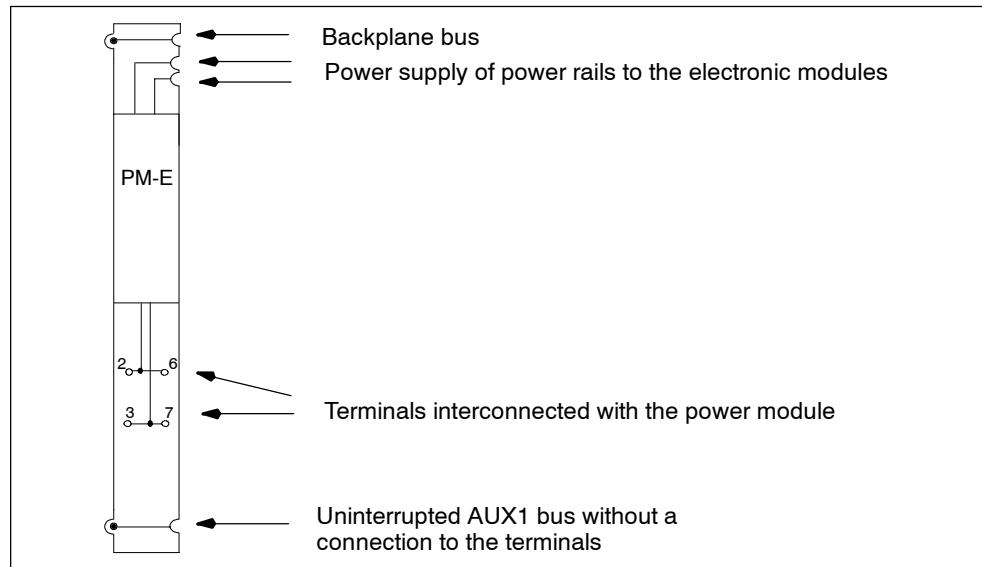 Backplane bus
Power supply of power rails to the electronic modules
PM-E
2 6
3 7
Terminals interconnected with the power module
Uninterrupted AUX1 bus without a
connection to the terminals